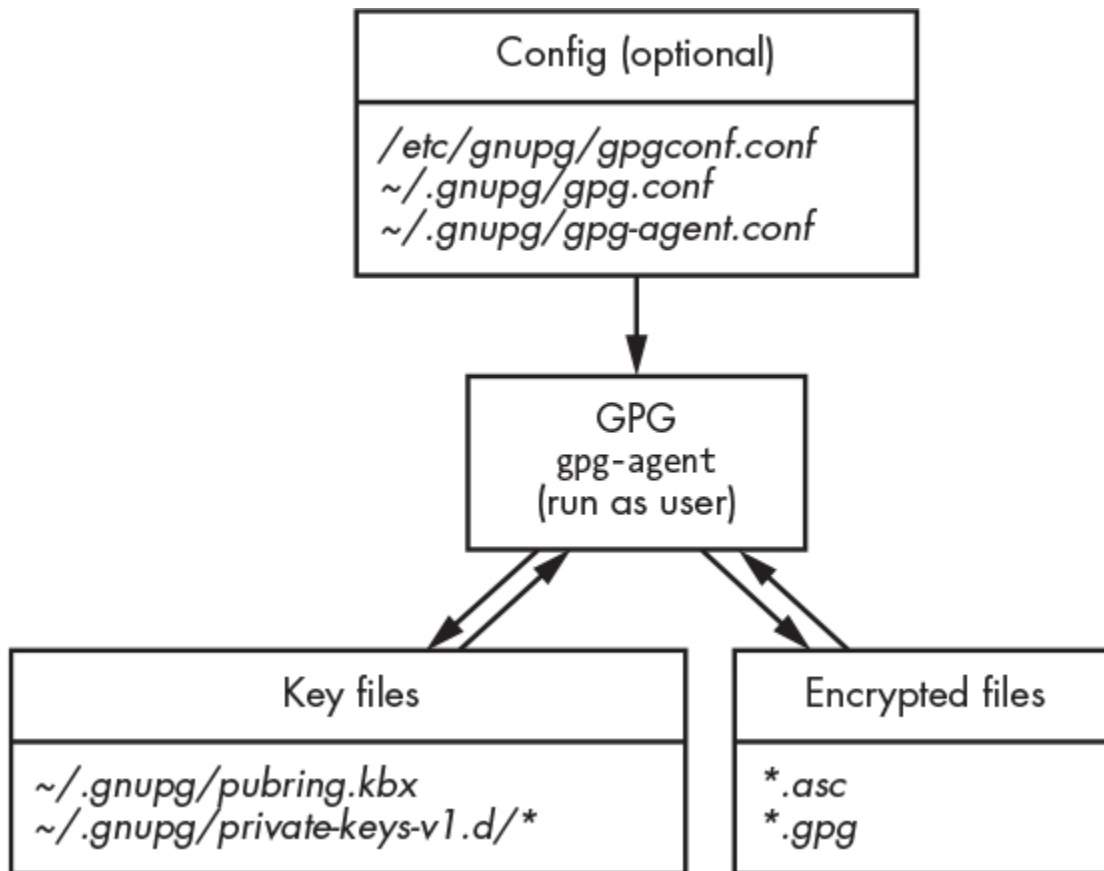 Config (optional)
/etc/gnupg/gpgconf.conf
~/.gnupg/gpg.conf
~/.gnupg/gpg-agent.conf
GPG
gpg-agent
(run as user)
Key files
~/.gnupg/pubring.kbx
~/.gnupg/private-keys-v1.d/*
Encrypted files
*.asc
*.gpg